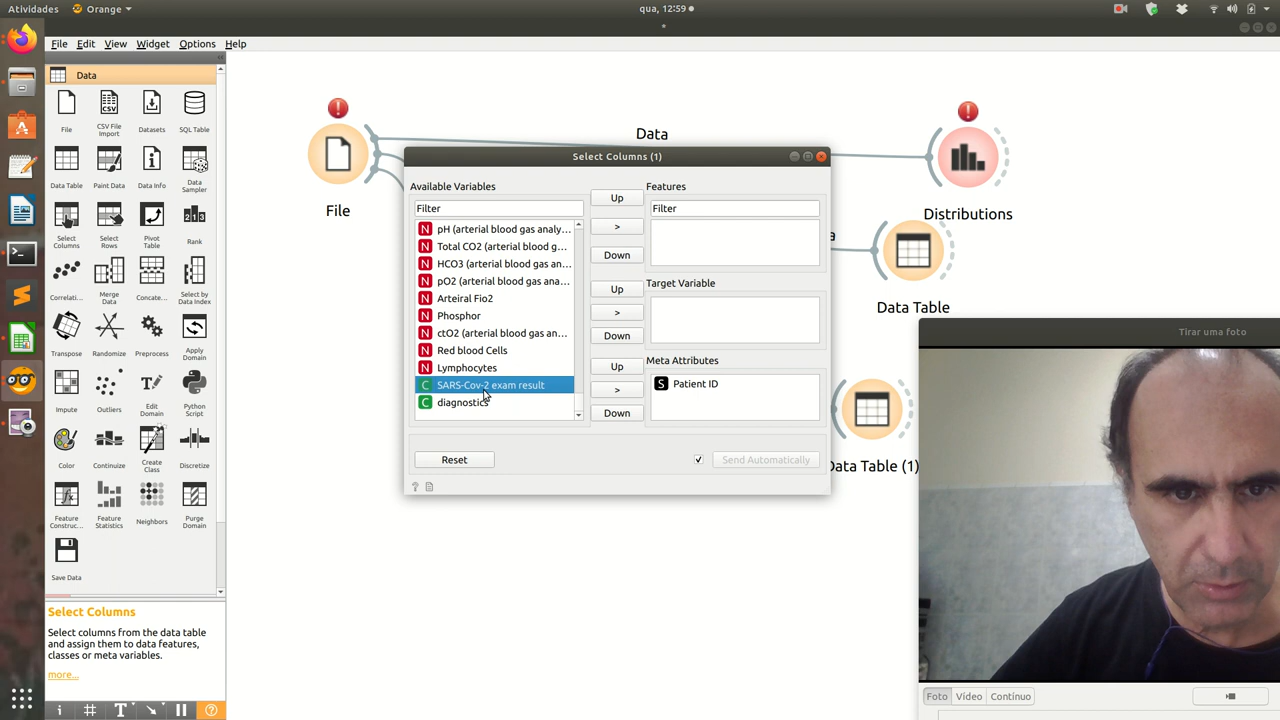 Atividades
Orange
qua, 12:59
File
Edit
View
Widget
Options
Help
Data
File
CSV File
Import
Datasets
SQL Table
Data Table
Paint Data
Data Info
Data
Sampler
Select
Columns
Select
Rows
Pivot
Table
Rank
Correlati...
Merge
Data
Concate...
Select by
Data Index
Transpose
Randomize
Preprocess
Apply
Domain
Impute
Outliers
Edit
Domain
Python
Script
Color
Continuize
Create
Class
Discretize
Feature
Construc...
Feature
Statistics
Neighbors
Purge
Domain
Save Data
Select Columns
Select columns from the data table
and assign them to data features,
classes or meta variables.
more...
File
Data
Distributions
Data Table
Data Table (1)
Select Columns (1)
Available Variables
Filter
N pH (arterial blood gas analy...
N Total CO2 (arterial blood g...
N HCO3 (arterial blood gas an...
N pO2 (arterial blood gas ana...
N Arteiral Fio2
N Phosphor
N ctO2 (arterial blood gas an...
N Red blood Cells
N Lymphocytes
C SARS-Cov-2 exam result
C diagnostics
Up
>
Down
Up
>
Down
Up
>
Down
Features
Filter
Target Variable
Meta Attributes
S Patient ID
Reset
Send Automatically
Tirar uma foto
Foto
Vídeo
Contínuo